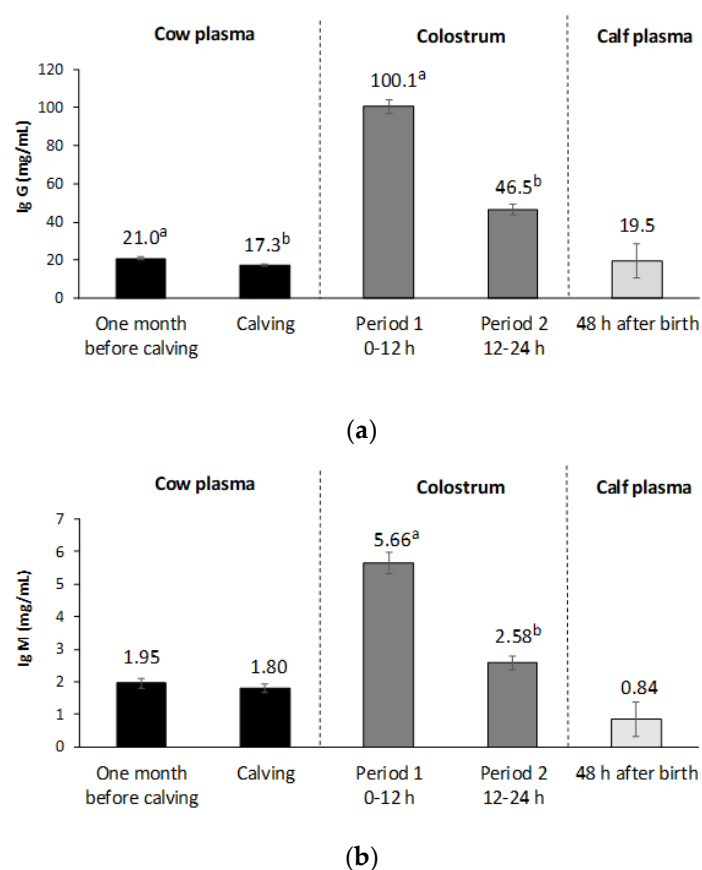 Cow plasma Colostrum Calf plasma
Ig G (mg/mL)
120
100
80
60
40
20
0
21.0a
17.3b
100.1a
46.5b
19.5
One month Calving Period 1 Period 2 48 h after birth
before calving 0-12 h 12-24 h
(a)
Cow plasma Colostrum Calf plasma
Ig M (mg/mL)
7
6
5
4
3
2
1
0
1.95
1.80
5.66a
2.58b
0.84
One month Calving Period 1 Period 2 48 h after birth
before calving 0-12 h 12-24 h
(b)